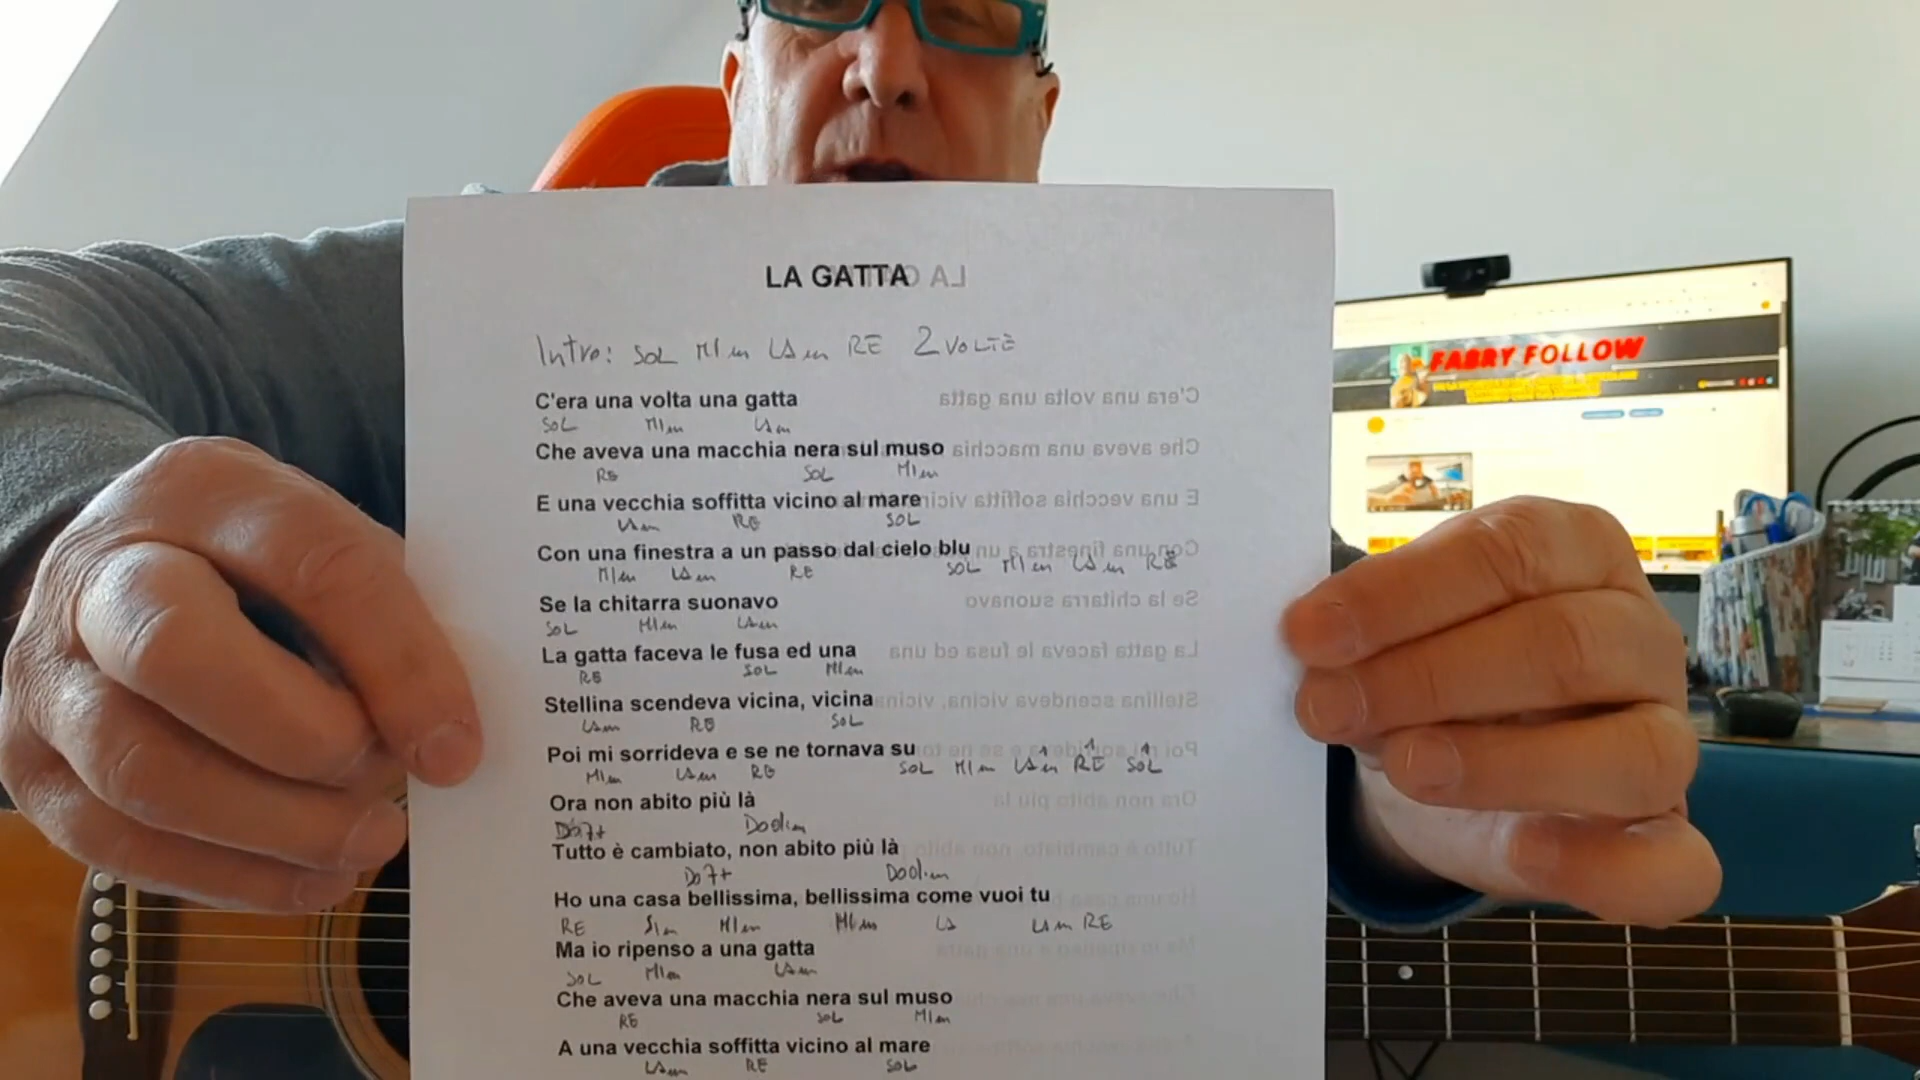 LA GATTA
Intro: SOL MIm LAm RE 2 VOLTE
C'era una volta una gatta
SOL MIm LAm
Che aveva una macchia nera sul muso
RE SOL MIm
E una vecchia soffitta vicino al mare
LAm RE SOL
Con una finestra a un passo dal cielo blu
MIm LAm RE SOL MIm LAm RE
Se la chitarra suonavo
SOL MIm LAm
La gatta faceva le fusa ed una
RE SOL MIm
Stellina scendeva vicina, vicina
LAm RE SOL
Poi mi sorrideva e se ne tornava su
MIm LAm RE SOL MIm LAm RE SOL
Ora non abito più là
DO7+ DOdim
Tutto è cambiato, non abito più là
DO7+ DOdim
Ho una casa bellissima, bellissima come vuoi tu
RE SIm MIm MIm LA LAm RE
Ma io ripenso a una gatta
SOL MIm LAm
Che aveva una macchia nera sul muso
RE SOL MIm
A una vecchia soffitta vicino al mare
LAm RE SOL
FABRY FOLLOW